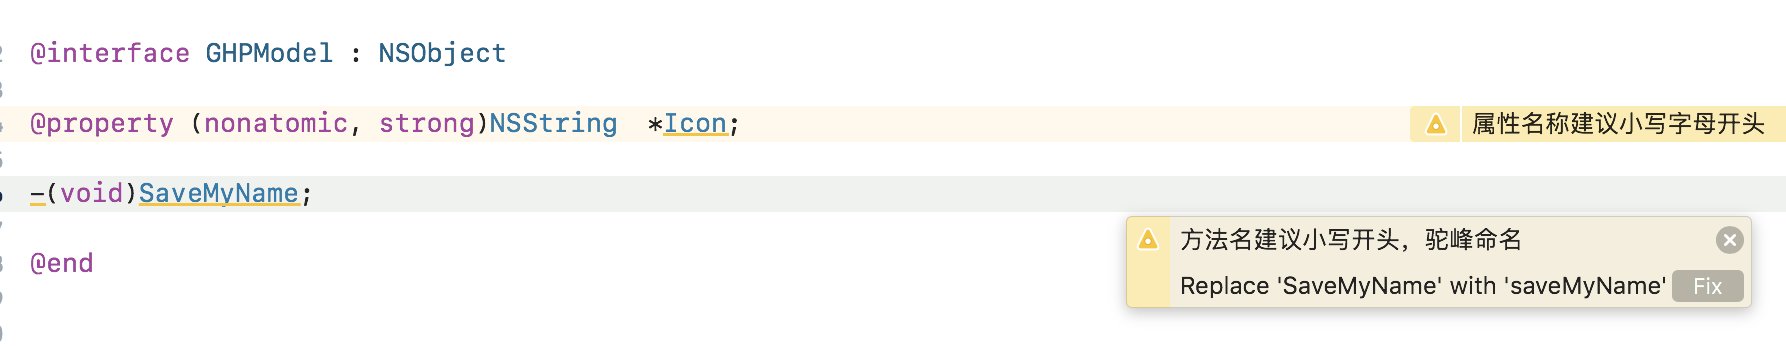 @interface GHPModel : NSObject
@property (nonatomic, strong)NSString  *Icon;
属性名称建议小写字母开头
-(void)SaveMyName;
方法名建议小写开头，驼峰命名
Replace 'SaveMyName' with 'saveMyName'
Fix
@end